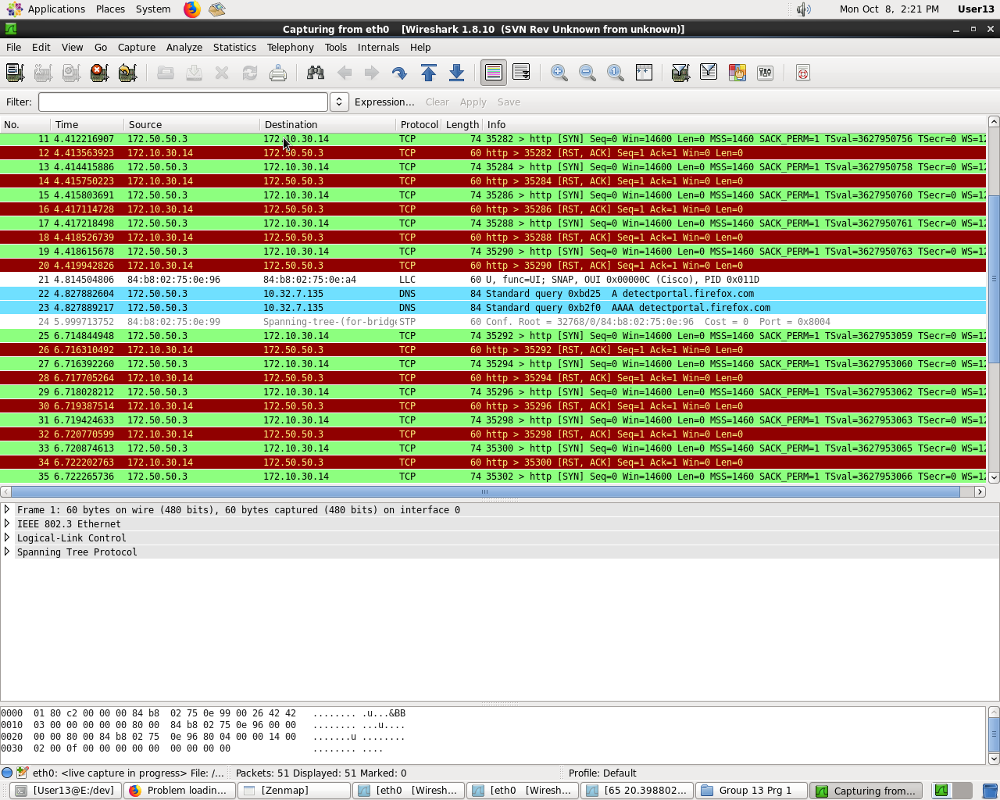 Applications Places System Mon Oct 8, 2:21 PM User13
Capturing from eth0 [Wireshark 1.8.10 (SVN Rev Unknown from unknown)]
File Edit View Go Capture Analyze Statistics Telephony Tools Internals Help
Filter: Expression... Clear Apply Save
No. Time Source Destination Protocol Length Info
11 4.412216907 172.50.50.3 172.10.30.14 TCP 74 35282 > http [SYN] Seq=0 Win=14600 Len=0 MSS=1460 SACK_PERM=1 TSval=3627950756 TSecr=0 WS=12
12 4.413563923 172.10.30.14 172.50.50.3 TCP 60 http > 35282 [RST, ACK] Seq=1 Ack=1 Win=0 Len=0
13 4.414415886 172.50.50.3 172.10.30.14 TCP 74 35284 > http [SYN] Seq=0 Win=14600 Len=0 MSS=1460 SACK_PERM=1 TSval=3627950758 TSecr=0 WS=12
14 4.415750223 172.10.30.14 172.50.50.3 TCP 60 http > 35284 [RST, ACK] Seq=1 Ack=1 Win=0 Len=0
15 4.415803691 172.50.50.3 172.10.30.14 TCP 74 35286 > http [SYN] Seq=0 Win=14600 Len=0 MSS=1460 SACK_PERM=1 TSval=3627950760 TSecr=0 WS=12
16 4.417114728 172.10.30.14 172.50.50.3 TCP 60 http > 35286 [RST, ACK] Seq=1 Ack=1 Win=0 Len=0
17 4.417218498 172.50.50.3 172.10.30.14 TCP 74 35288 > http [SYN] Seq=0 Win=14600 Len=0 MSS=1460 SACK_PERM=1 TSval=3627950761 TSecr=0 WS=12
18 4.418526739 172.10.30.14 172.50.50.3 TCP 60 http > 35288 [RST, ACK] Seq=1 Ack=1 Win=0 Len=0
19 4.418615678 172.50.50.3 172.10.30.14 TCP 74 35290 > http [SYN] Seq=0 Win=14600 Len=0 MSS=1460 SACK_PERM=1 TSval=3627950763 TSecr=0 WS=12
20 4.419942826 172.10.30.14 172.50.50.3 TCP 60 http > 35290 [RST, ACK] Seq=1 Ack=1 Win=0 Len=0
21 4.814504806 84:b8:02:75:0e:96 84:b8:02:75:0e:a4 LLC 60 U, func=UI; SNAP, OUI 0x00000C (Cisco), PID 0x011D
22 4.827882604 172.50.50.3 10.32.7.135 DNS 84 Standard query 0xbd25 A detectportal.firefox.com
23 4.827889217 172.50.50.3 10.32.7.135 DNS 84 Standard query 0xb2f0 AAAA detectportal.firefox.com
24 5.999713752 84:b8:02:75:0e:99 Spanning-tree-(for-bridge STP 60 Conf. Root = 32768/0/84:b8:02:75:0e:96 Cost = 0 Port = 0x8004
25 6.714844948 172.50.50.3 172.10.30.14 TCP 74 35292 > http [SYN] Seq=0 Win=14600 Len=0 MSS=1460 SACK_PERM=1 TSval=3627953059 TSecr=0 WS=12
26 6.716310492 172.10.30.14 172.50.50.3 TCP 60 http > 35292 [RST, ACK] Seq=1 Ack=1 Win=0 Len=0
27 6.716392260 172.50.50.3 172.10.30.14 TCP 74 35294 > http [SYN] Seq=0 Win=14600 Len=0 MSS=1460 SACK_PERM=1 TSval=3627953060 TSecr=0 WS=12
28 6.717705264 172.10.30.14 172.50.50.3 TCP 60 http > 35294 [RST, ACK] Seq=1 Ack=1 Win=0 Len=0
29 6.718028212 172.50.50.3 172.10.30.14 TCP 74 35296 > http [SYN] Seq=0 Win=14600 Len=0 MSS=1460 SACK_PERM=1 TSval=3627953062 TSecr=0 WS=12
30 6.719387514 172.10.30.14 172.50.50.3 TCP 60 http > 35296 [RST, ACK] Seq=1 Ack=1 Win=0 Len=0
31 6.719424633 172.50.50.3 172.10.30.14 TCP 74 35298 > http [SYN] Seq=0 Win=14600 Len=0 MSS=1460 SACK_PERM=1 TSval=3627953063 TSecr=0 WS=12
32 6.720770599 172.10.30.14 172.50.50.3 TCP 60 http > 35298 [RST, ACK] Seq=1 Ack=1 Win=0 Len=0
33 6.720874613 172.50.50.3 172.10.30.14 TCP 74 35300 > http [SYN] Seq=0 Win=14600 Len=0 MSS=1460 SACK_PERM=1 TSval=3627953065 TSecr=0 WS=12
34 6.722202763 172.10.30.14 172.50.50.3 TCP 60 http > 35300 [RST, ACK] Seq=1 Ack=1 Win=0 Len=0
35 6.722265736 172.50.50.3 172.10.30.14 TCP 74 35302 > http [SYN] Seq=0 Win=14600 Len=0 MSS=1460 SACK_PERM=1 TSval=3627953066 TSecr=0 WS=12
Frame 1: 60 bytes on wire (480 bits), 60 bytes captured (480 bits) on interface 0
IEEE 802.3 Ethernet
Logical-Link Control
Spanning Tree Protocol
0000 01 80 c2 00 00 00 84 b8 02 75 0e 99 00 26 42 42 ........ .u...&BB
0010 03 00 00 00 00 00 80 00 84 b8 02 75 0e 96 00 00 ........ ...u....
0020 00 00 80 00 84 b8 02 75 0e 96 80 04 00 00 14 00 .......u ........
0030 02 00 0f 00 00 00 00 00 00 00 00 00 ........ ....
eth0: <live capture in progress> File: /... Packets: 51 Displayed: 51 Marked: 0 Profile: Default
[User13@E:/dev] Problem loadin... [Zenmap] [eth0 [Wiresh... [eth0 [Wiresh... [65 20.398802... Group 13 Prg 1 Capturing from...